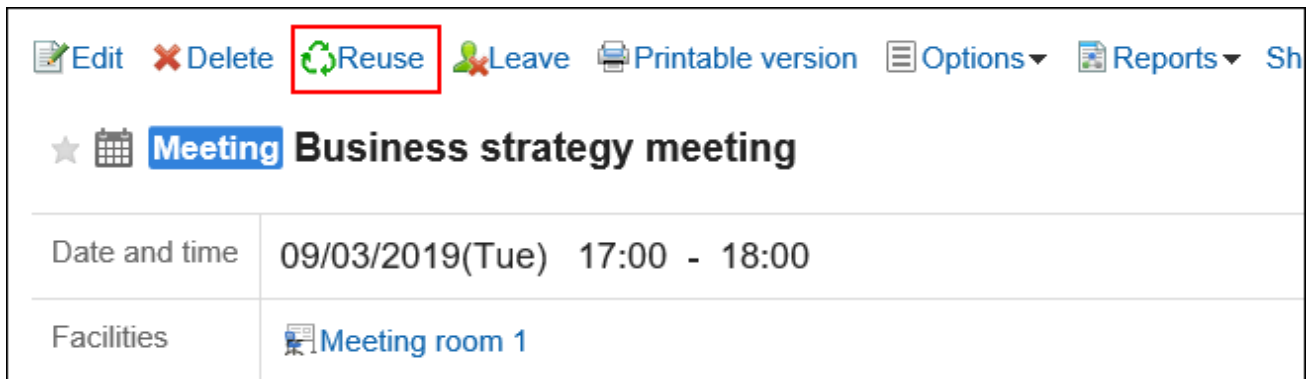 Edit Delete Reuse Leave Printable version Options Reports Sh
Meeting Business strategy meeting
Date and time 09/03/2019(Tue) 17:00 - 18:00
Facilities Meeting room 1